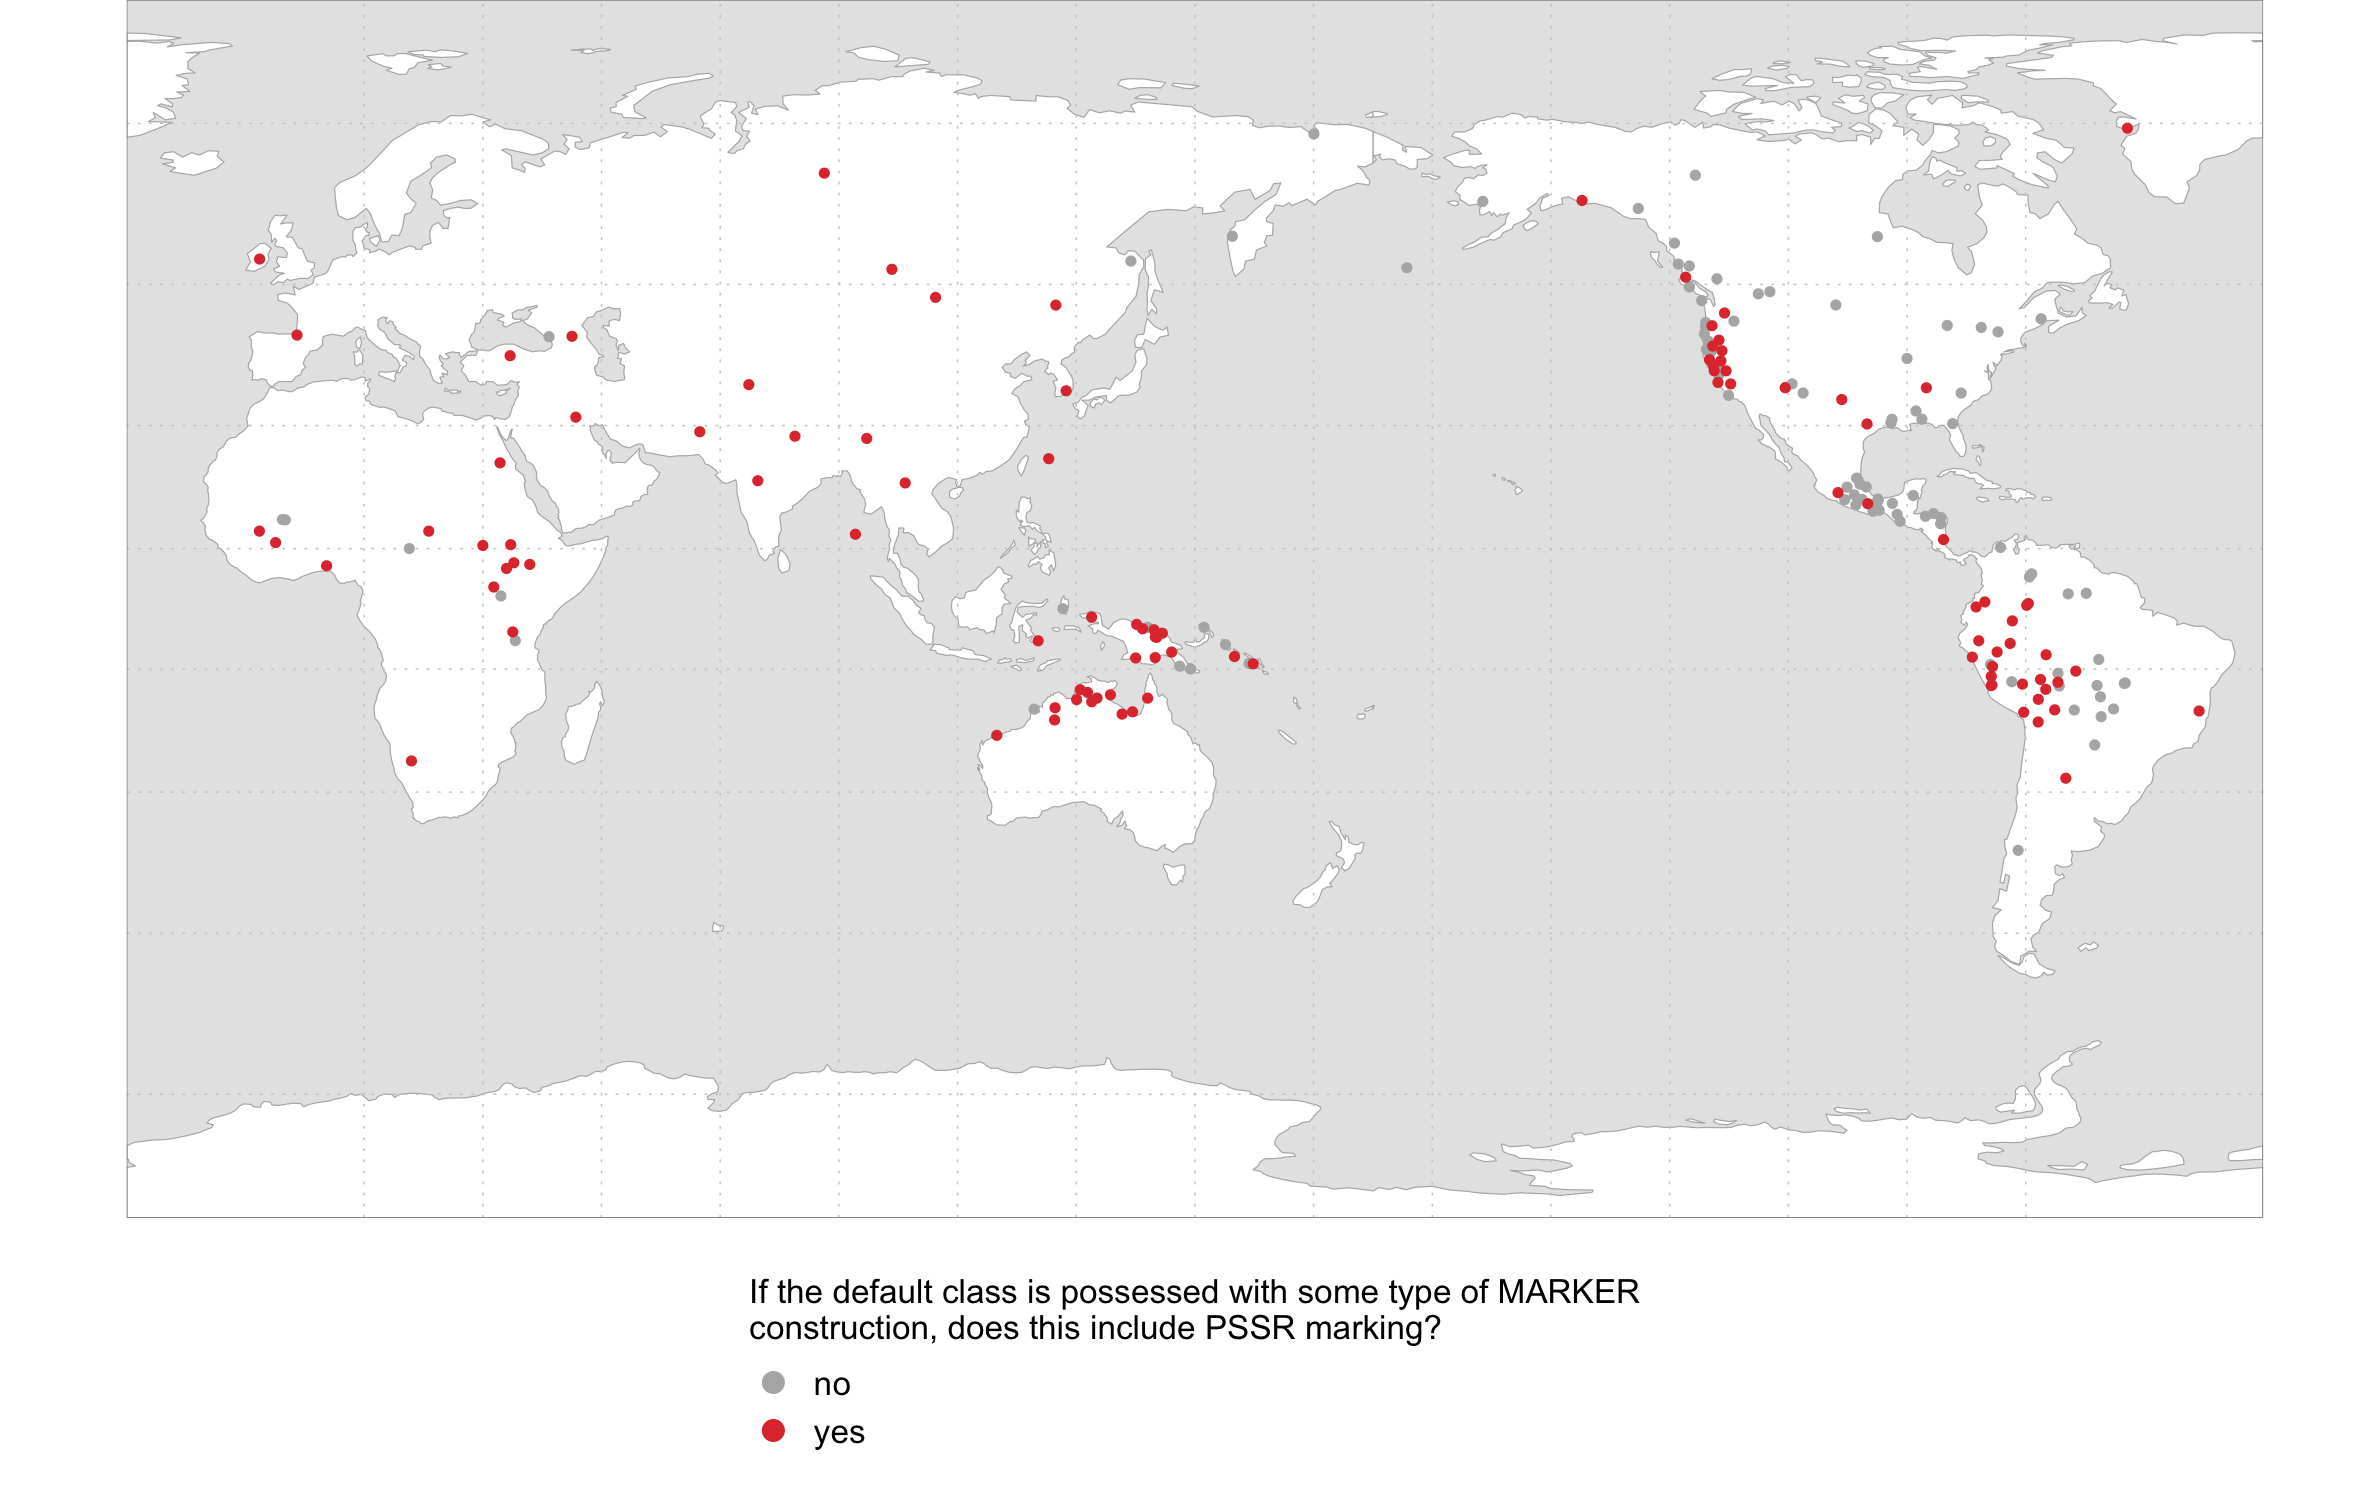 If the default class is possessed with some type of MARKER
construction, does this include PSSR marking?
no
yes